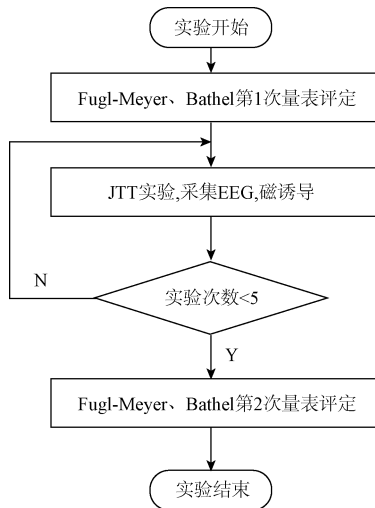 实验开始
Fugl-Meyer、Bathel第1次量表评定
JTT实验,采集EEG,磁诱导
实验次数<5
N
Y
Fugl-Meyer、Bathel第2次量表评定
实验结束